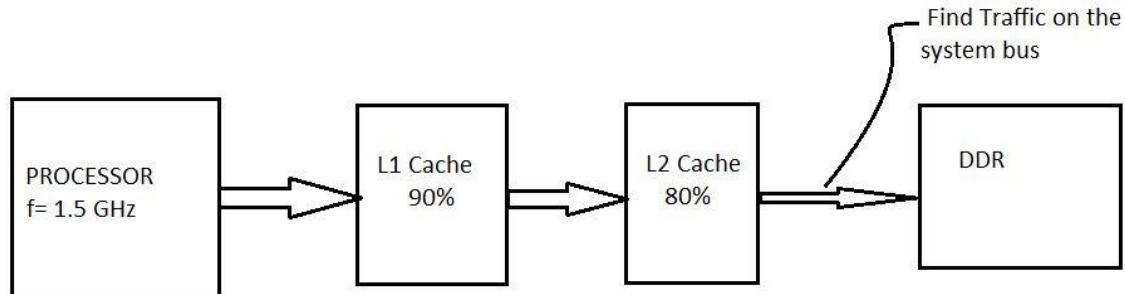 Find Traffic on the
system bus
PROCESSOR
f= 1.5 GHz
L1 Cache
90%
L2 Cache
80%
DDR